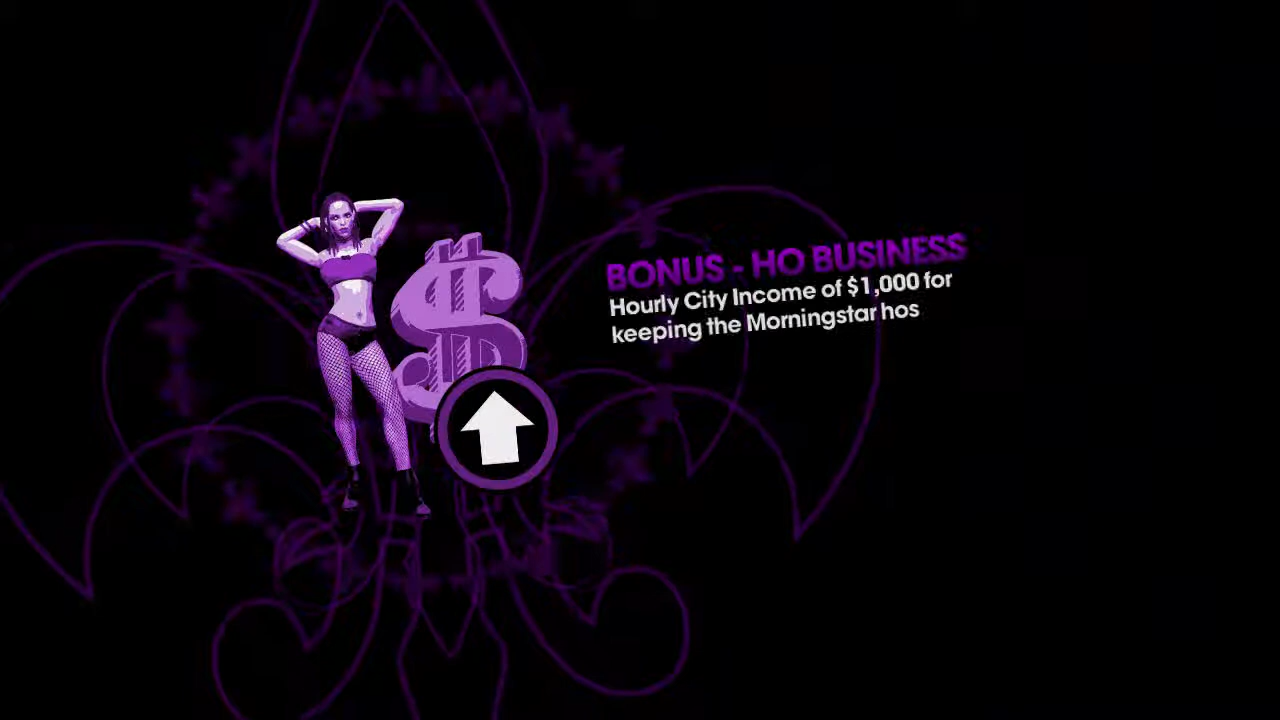 BONUS - HO BUSINESS
Hourly City Income of $1,000 for
keeping the Morningstar hos